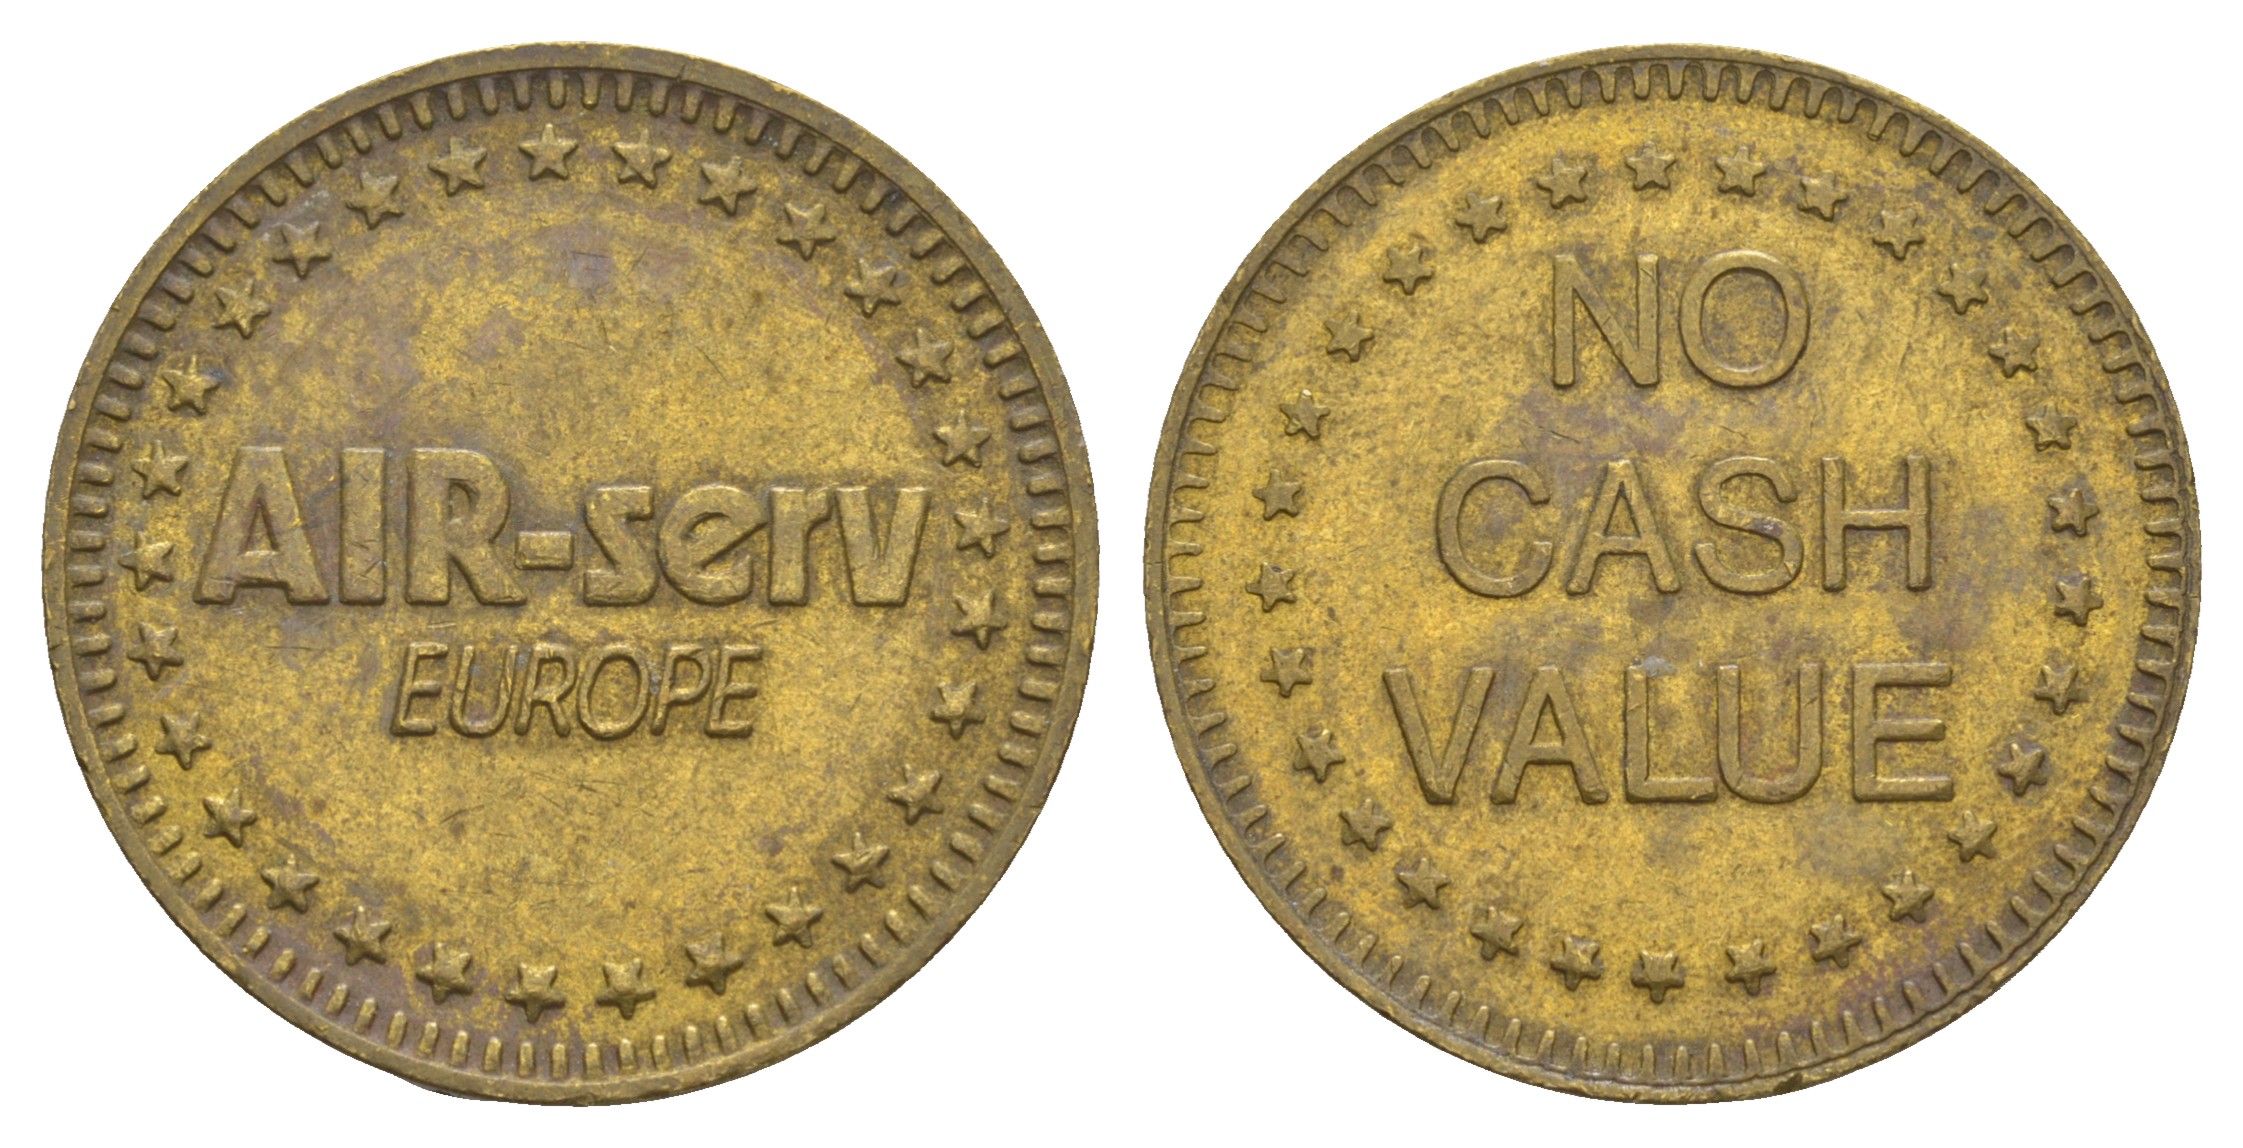 AIR-serv
EUROPE
NO
CASH
VALUE